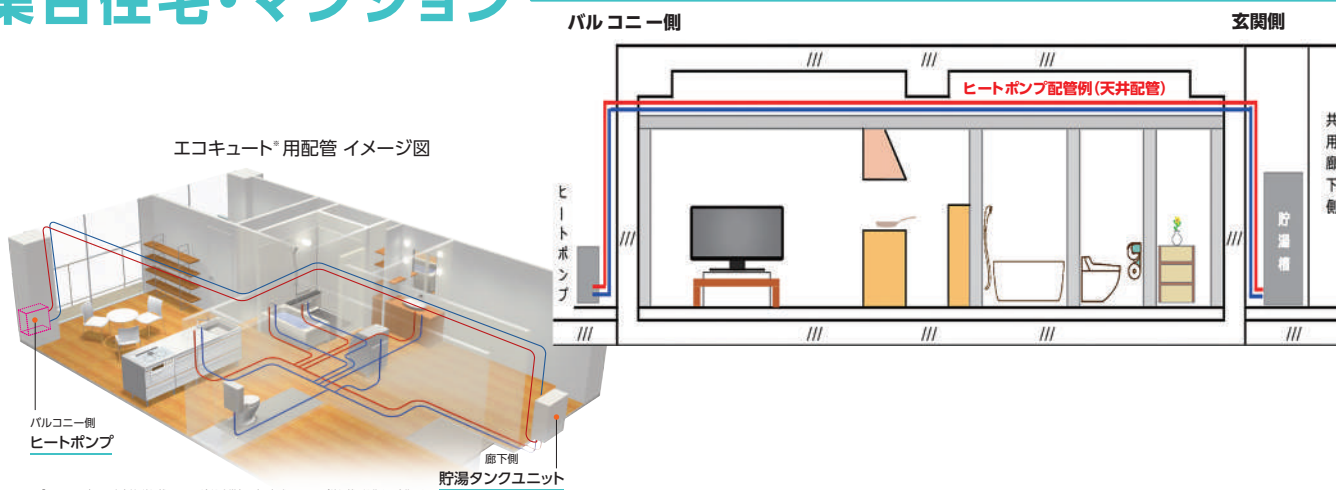 集合住宅・マンション
バルコニー側
玄関側
ヒートポンプ配管例(天井配管)
エコキュート※用配管 イメージ図
ヒートポンプ
共用廊下側
貯湯槽
バルコニー側
ヒートポンプ
廊下側
貯湯タンクユニット